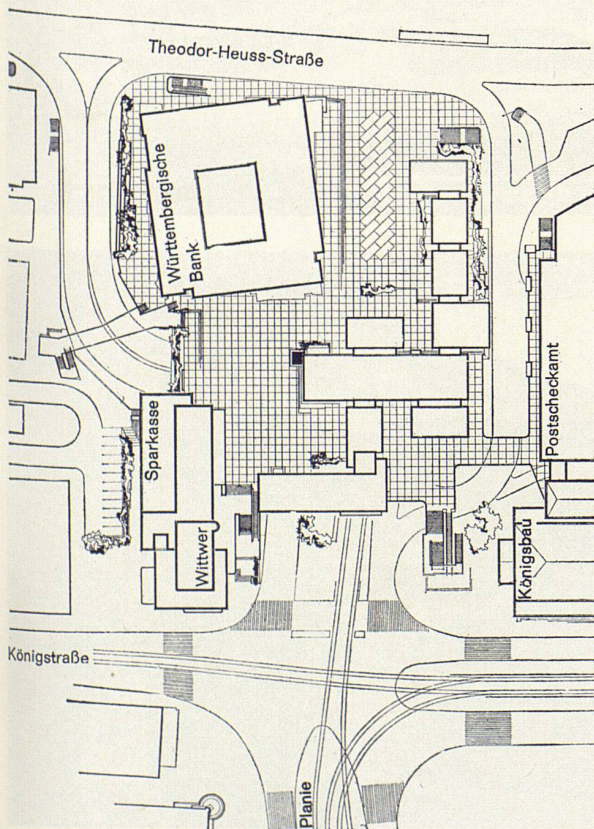 Theodor-Heuss-Straße
Württembergische
Bank
Postscheckamt
Sparkasse
Wittwer
Königsbau
Königstraße
Planie